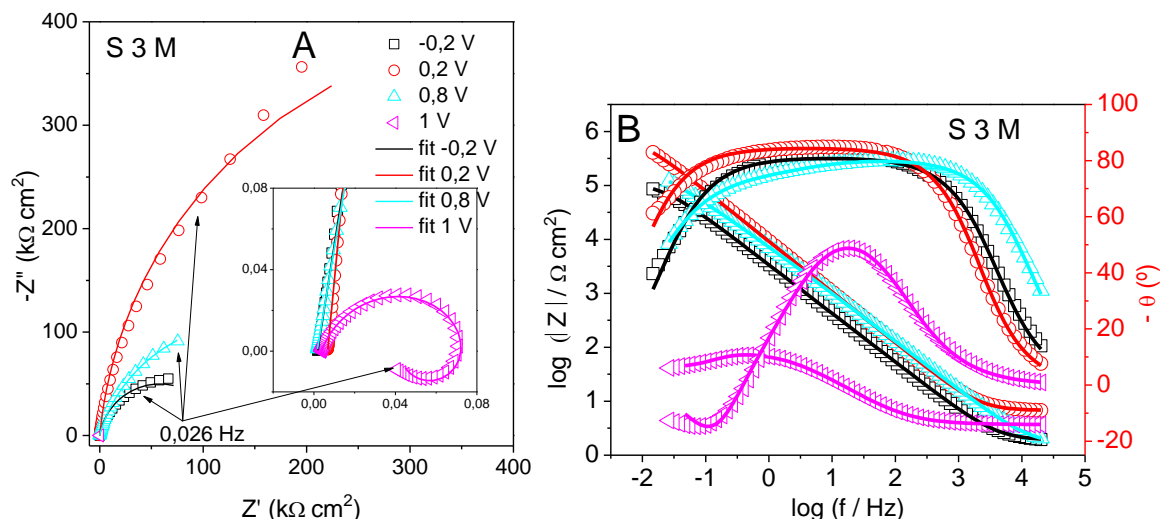 S 3 M
A
-0,2 V
0,2 V
0,8 V
1 V
fit -0,2 V
fit 0,2 V
fit 0,8 V
fit 1 V
400
300
200
100
0
-Z'' (kΩ cm2)
0,08
0,04
0,00
0,00 0,04 0,08
0,026 Hz
0 100 200 300 400
Z' (kΩ cm2)
B
S 3 M
6
5
4
3
2
1
0
log (| Z | / Ω cm2)
100
80
60
40
20
0
-10
-20
- θ (º)
-2 -1 0 1 2 3 4 5
log (f / Hz)